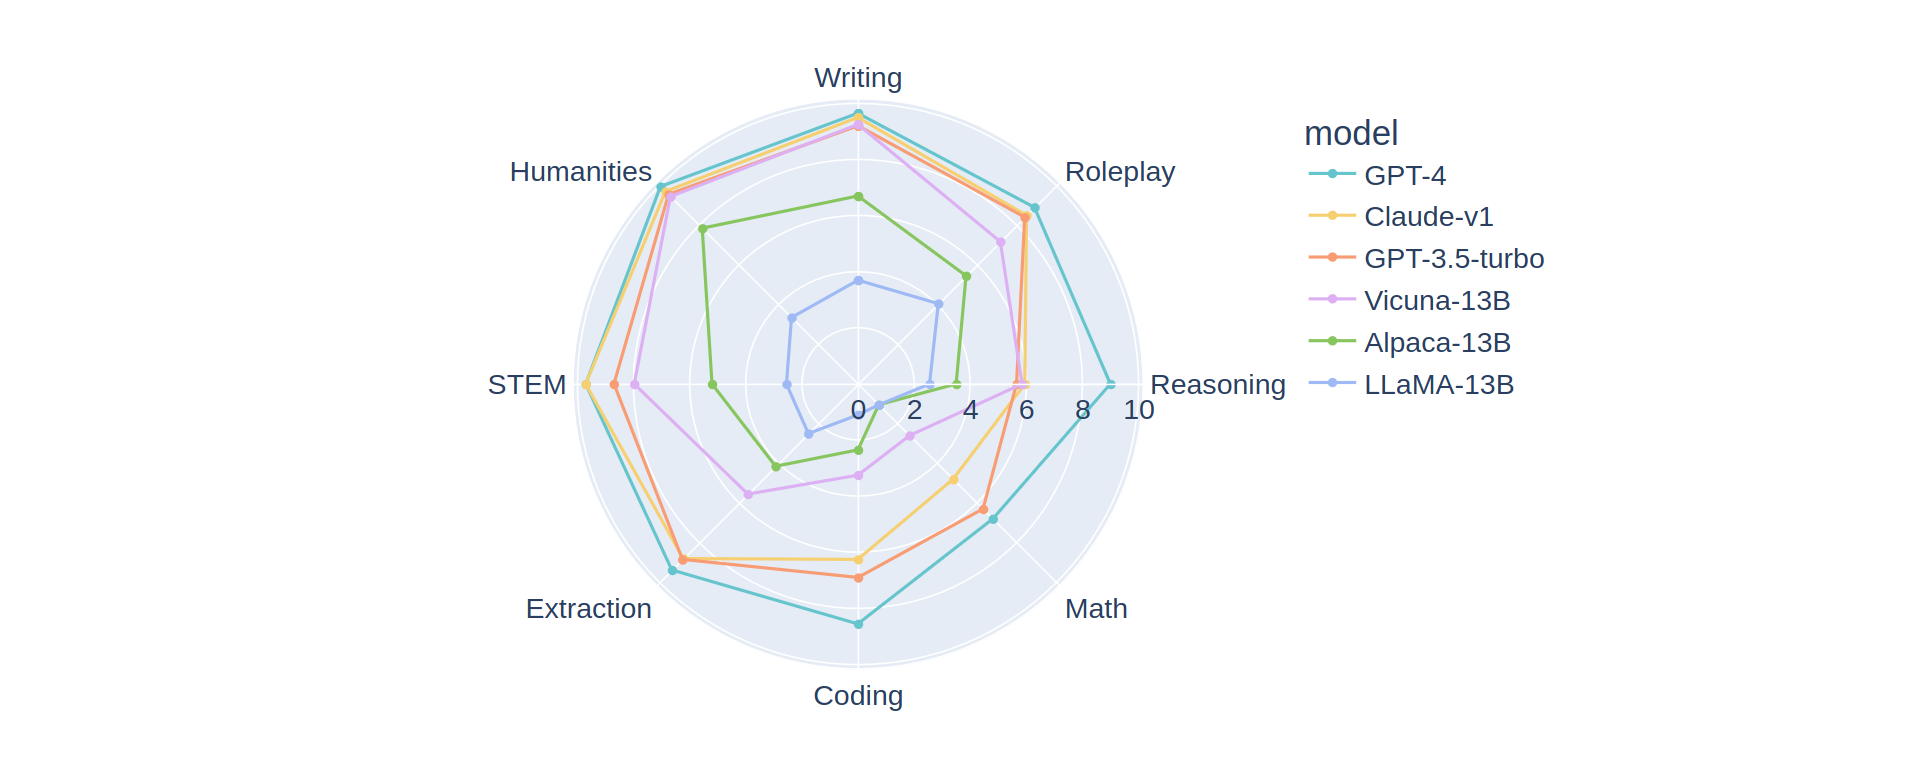 Writing
Humanities
Roleplay
STEM
Reasoning
0 2 4 6 8 10
Extraction
Math
Coding
model
GPT-4
Claude-v1
GPT-3.5-turbo
Vicuna-13B
Alpaca-13B
LLaMA-13B